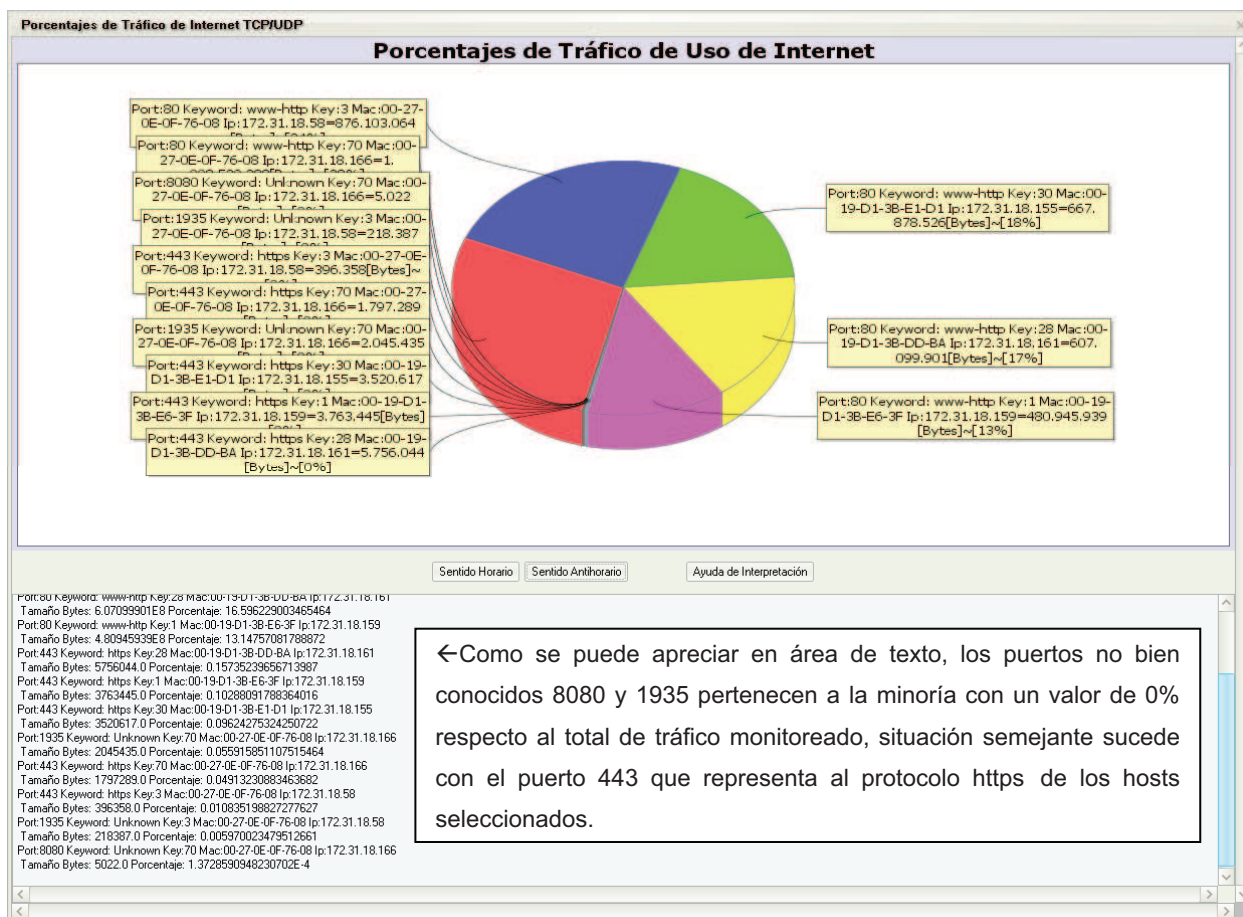 Porcentajes de Tráfico de Internet TCP/UDP
Porcentajes de Tráfico de Uso de Internet
Port:80 Keyword: www-http Key:3 Mac:00-27-
0E-0F-76-08 Ip:172.31.18.58=876.103.064
Port:80 Keyword: www-http Key:70 Mac:00-
27-0E-0F-76-08 Ip:172.31.18.166=1.
Port:8080 Keyword: Unknown Key:70 Mac:00-
27-0E-0F-76-08 Ip:172.31.18.166=5.022
Port:1935 Keyword: Unknown Key:3 Mac:00-
27-0E-0F-76-08 Ip:172.31.18.58=218.387
Port:443 Keyword: https Key:3 Mac:00-27-0E-
0F-76-08 Ip:172.31.18.58=396.358[Bytes]~
Port:443 Keyword: https Key:70 Mac:00-27-
0E-0F-76-08 Ip:172.31.18.166=1.797.289
Port:1935 Keyword: Unknown Key:70 Mac:00-
27-0E-0F-76-08 Ip:172.31.18.166=2.045.435
Port:443 Keyword: https Key:30 Mac:00-19-
D1-3B-E1-D1 Ip:172.31.18.155=3.520.617
Port:443 Keyword: https Key:1 Mac:00-19-D1-
3B-E6-3F Ip:172.31.18.159=3.763.445[Bytes]
Port:443 Keyword: https Key:28 Mac:00-19-
D1-3B-DD-BA Ip:172.31.18.161=5.756.044
[Bytes]~[0%]
Port:80 Keyword: www-http Key:30 Mac:00-
19-D1-3B-E1-D1 Ip:172.31.18.155=667.
878.526[Bytes]~[18%]
Port:80 Keyword: www-http Key:28 Mac:00-
19-D1-3B-DD-BA Ip:172.31.18.161=607.
099.901[Bytes]~[17%]
Port:80 Keyword: www-http Key:1 Mac:00-19-
D1-3B-E6-3F Ip:172.31.18.159=480.945.939
[Bytes]~[13%]
Sentido Horario Sentido Antihorario Ayuda de Interpretación
Port:80 Keyword: www-http Key:28 Mac:00-19-D1-3B-DD-BA Ip:172.31.18.161
Tamaño Bytes: 6.07099901E8 Porcentaje: 16.596229003465464
Port:80 Keyword: www-http Key:1 Mac:00-19-D1-3B-E6-3F Ip:172.31.18.159
Tamaño Bytes: 4.80945939E8 Porcentaje: 13.14757081788872
Port:443 Keyword: https Key:28 Mac:00-19-D1-3B-DD-BA Ip:172.31.18.161
Tamaño Bytes: 5756044.0 Porcentaje: 0.15735239656713987
Port:443 Keyword: https Key:1 Mac:00-19-D1-3B-E6-3F Ip:172.31.18.159
Tamaño Bytes: 3763445.0 Porcentaje: 0.10288091788364016
Port:443 Keyword: https Key:30 Mac:00-19-D1-3B-E1-D1 Ip:172.31.18.155
Tamaño Bytes: 3520617.0 Porcentaje: 0.09624275324250722
Port:1935 Keyword: Unknown Key:70 Mac:00-27-0E-0F-76-08 Ip:172.31.18.166
Tamaño Bytes: 2045435.0 Porcentaje: 0.055915851107515464
Port:443 Keyword: https Key:70 Mac:00-27-0E-0F-76-08 Ip:172.31.18.166
Tamaño Bytes: 1797289.0 Porcentaje: 0.04913230883463682
Port:443 Keyword: https Key:3 Mac:00-27-0E-0F-76-08 Ip:172.31.18.58
Tamaño Bytes: 396358.0 Porcentaje: 0.010835198827277627
Port:1935 Keyword: Unknown Key:3 Mac:00-27-0E-0F-76-08 Ip:172.31.18.58
Tamaño Bytes: 218387.0 Porcentaje: 0.005970023479512661
Port:8080 Keyword: Unknown Key:70 Mac:00-27-0E-0F-76-08 Ip:172.31.18.166
Tamaño Bytes: 5022.0 Porcentaje: 1.3728590948230702E-4
←Como se puede apreciar en área de texto, los puertos no bien
conocidos 8080 y 1935 pertenecen a la minoría con un valor de 0%
respecto al total de tráfico monitoreado, situación semejante sucede
con el puerto 443 que representa al protocolo https de los hosts
seleccionados.